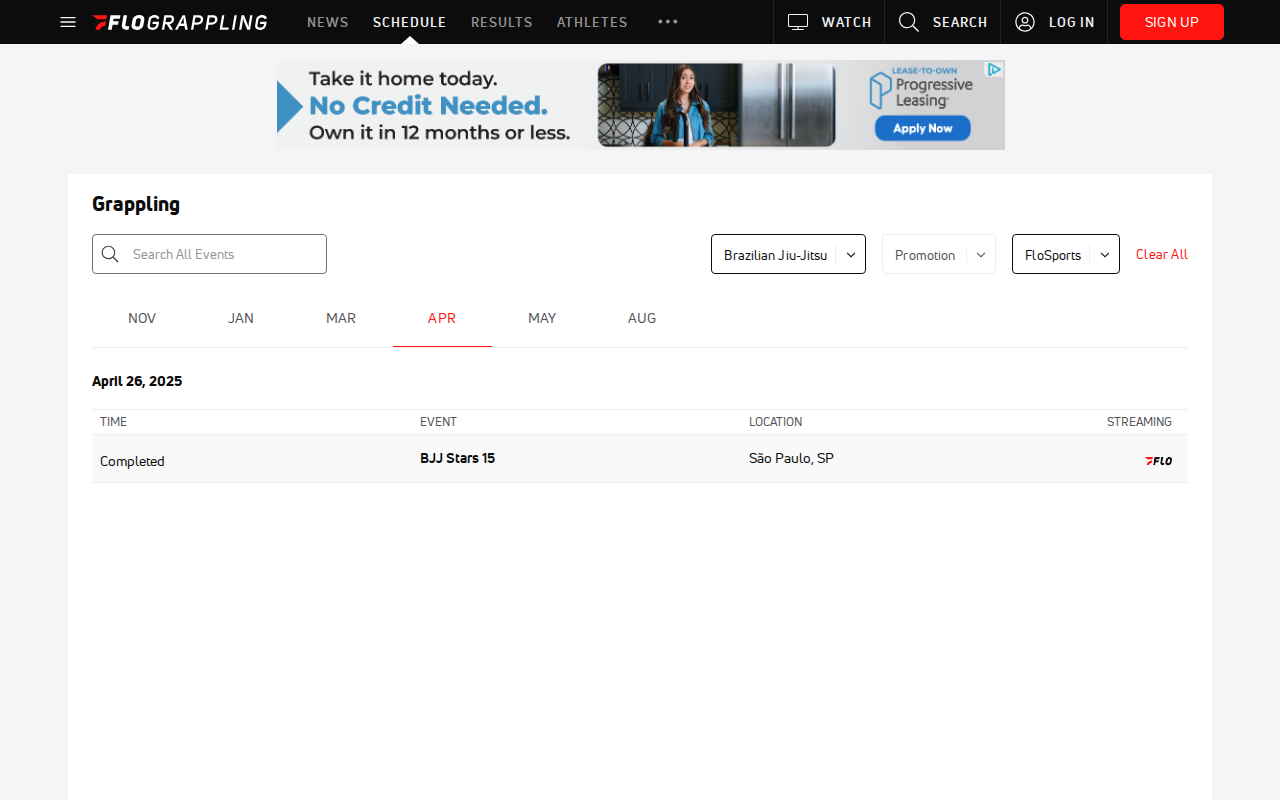 FLOGRAPPLING NEWS SCHEDULE RESULTS ATHLETES ••• WATCH SEARCH LOG IN SIGN UP
Take it home today.
No Credit Needed.
Own it in 12 months or less.
LEASE-TO-OWN
Progressive
Leasing
Apply Now
Grappling
Search All Events Brazilian Jiu-Jitsu Promotion FloSports Clear All
NOV JAN MAR APR MAY AUG
April 26, 2025
TIME EVENT LOCATION STREAMING
Completed BJJ Stars 15 São Paulo, SP FLO